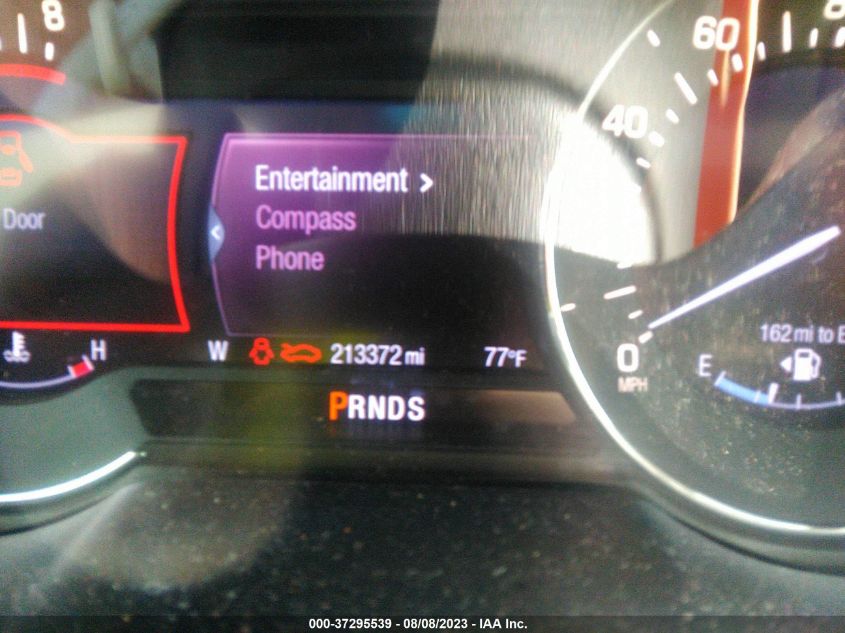 8
60
40
Entertainment >
Compass
Phone
Door
H
W
213372 mi
77°F
0
MPH
162 mi to E
E
PRNDS
000-37295539 - 08/08/2023 - IAA Inc.